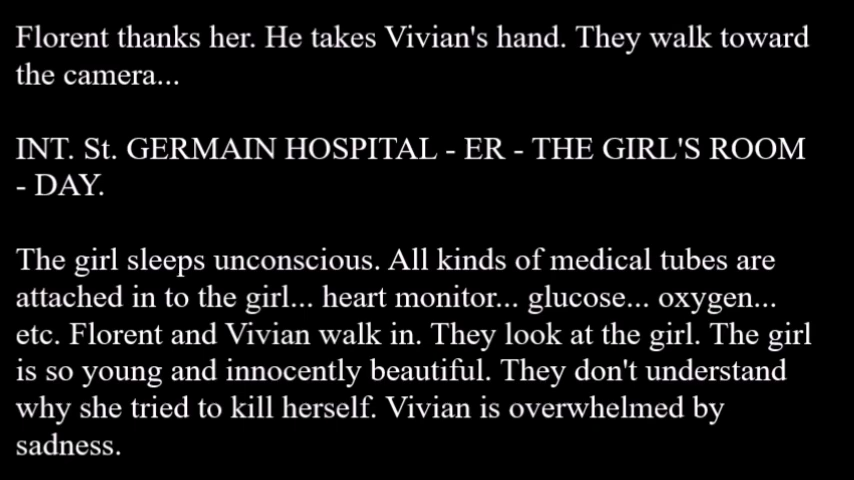 Florent thanks her. He takes Vivian's hand. They walk toward
the camera...
INT. St. GERMAIN HOSPITAL - ER - THE GIRL'S ROOM
- DAY.
The girl sleeps unconscious. All kinds of medical tubes are
attached in to the girl... heart monitor... glucose... oxygen...
etc. Florent and Vivian walk in. They look at the girl. The girl
is so young and innocently beautiful. They don't understand
why she tried to kill herself. Vivian is overwhelmed by
sadness.